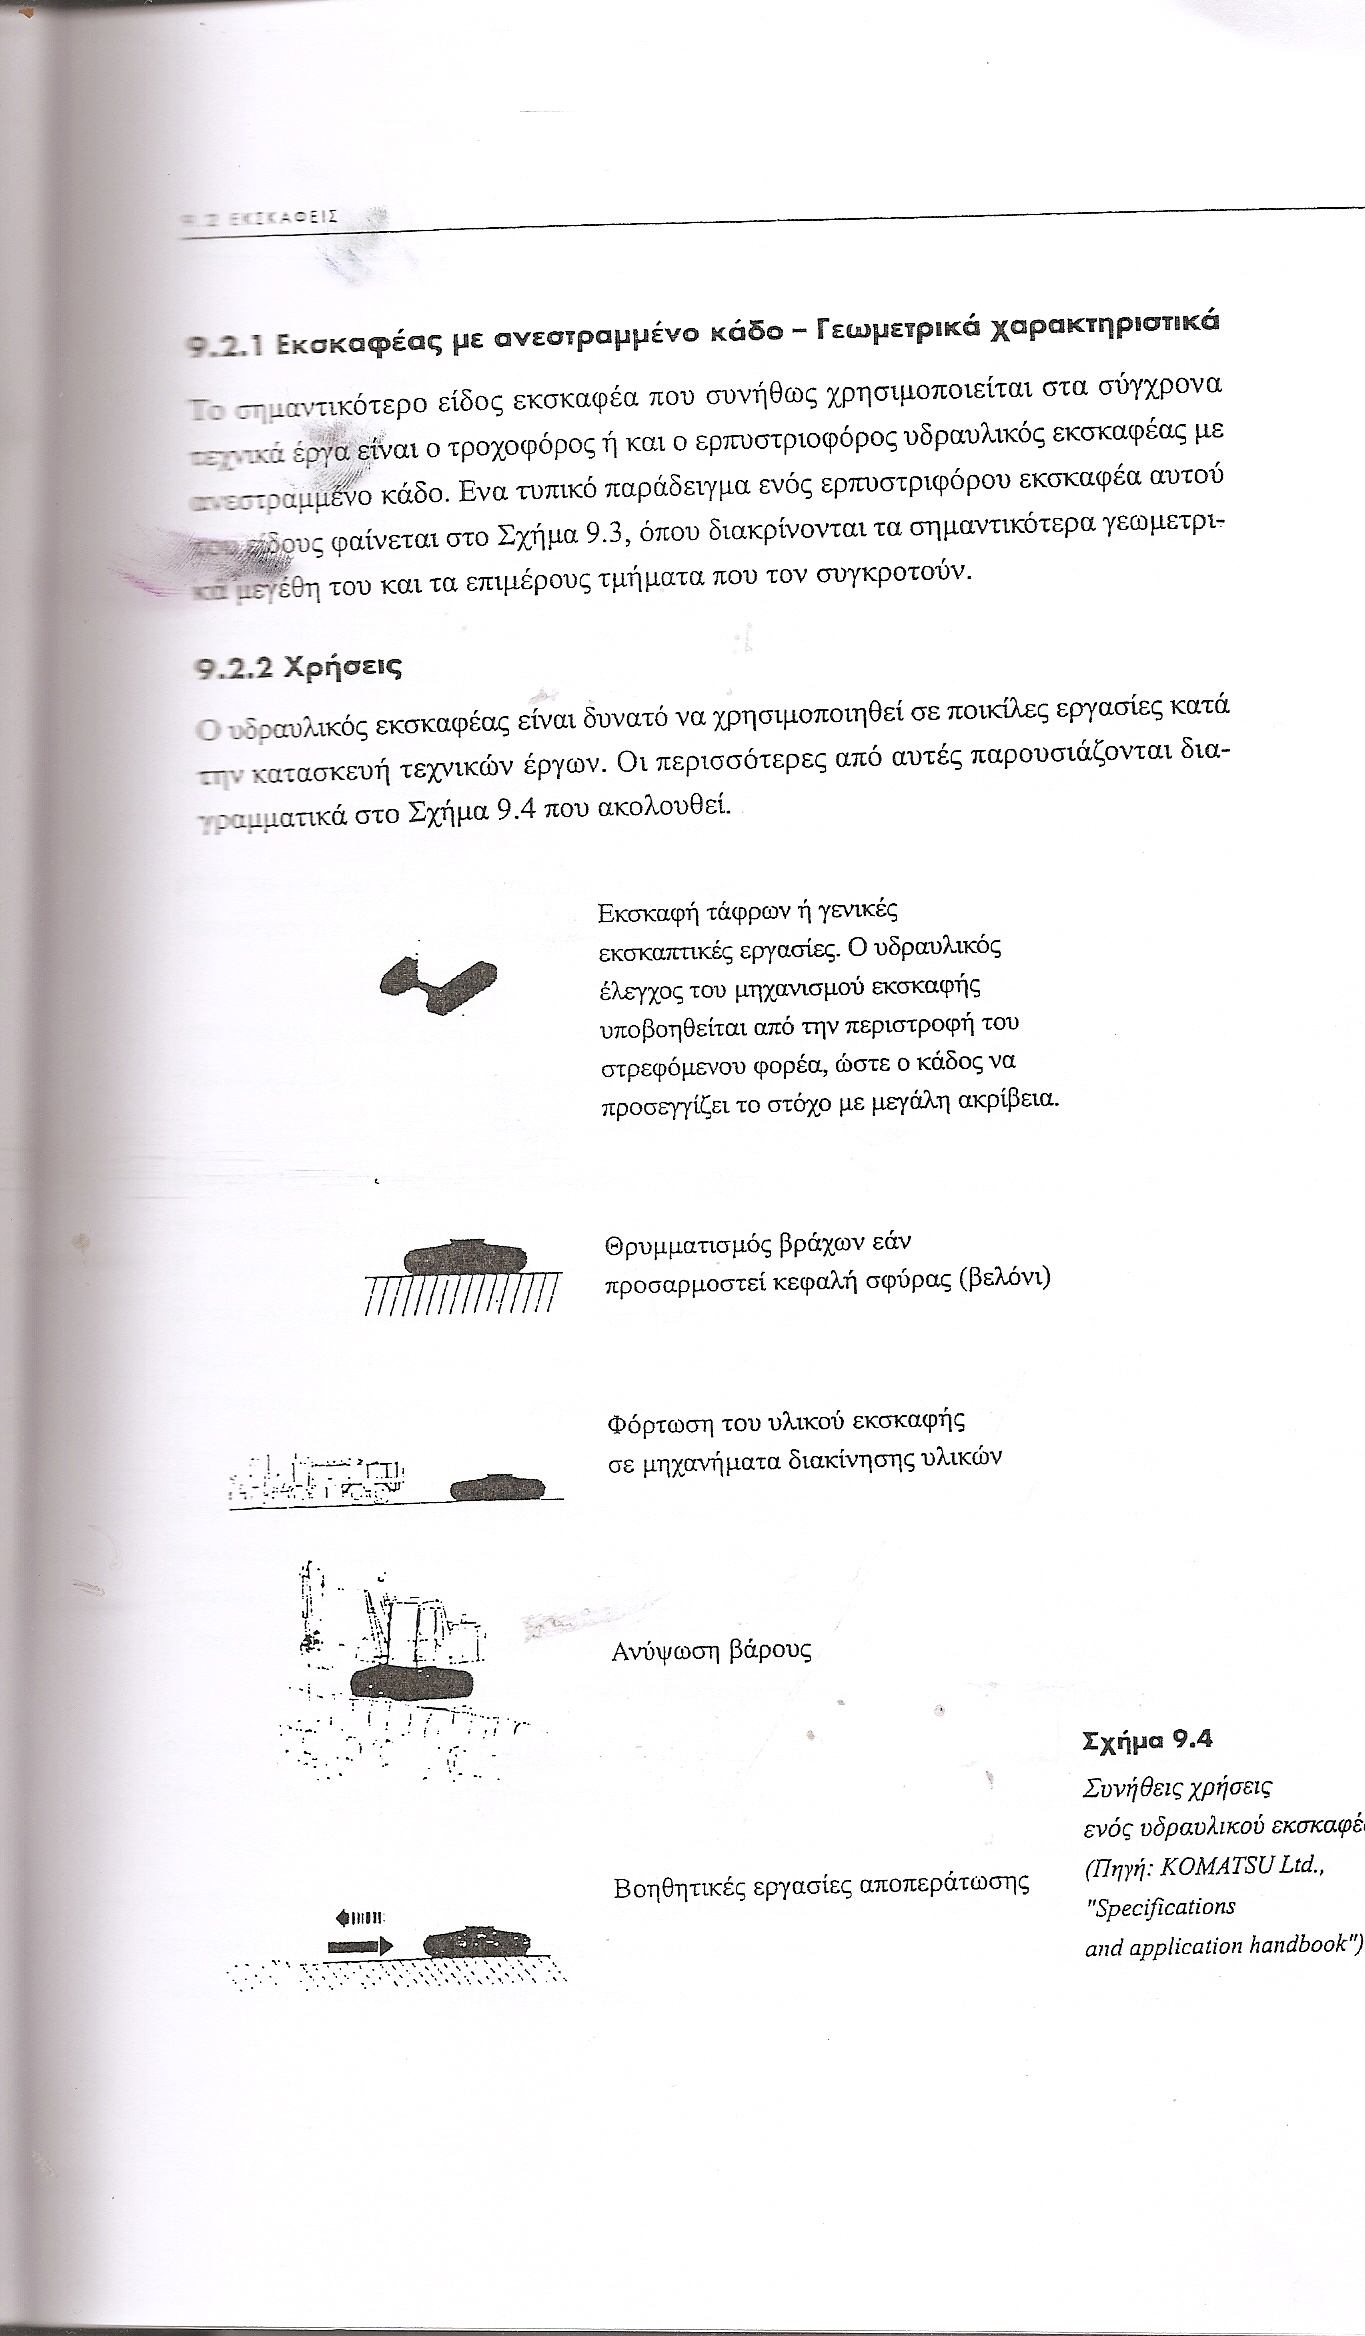 9.2 ΕΚΣΚΑΦΕΙΣ
9.2.1 Εκσκαφέας με ανεστραμμένο κάδο – Γεωμετρικά χαρακτηριστικά
Το σημαντικότερο είδος εκσκαφέα που συνήθως χρησιμοποιείται στα σύγχρονα
τεχνικά έργα είναι ο τροχοφόρος ή και ο ερπυστριοφόρος υδραυλικός εκσκαφέας με
ανεστραμμένο κάδο. Ενα τυπικό παράδειγμα ενός ερπυστριφόρου εκσκαφέα αυτού
του είδους φαίνεται στο Σχήμα 9.3, όπου διακρίνονται τα σημαντικότερα γεωμετρι-
κά μεγέθη του και τα επιμέρους τμήματα που τον συγκροτούν.
9.2.2 Χρήσεις
Ο υδραυλικός εκσκαφέας είναι δυνατό να χρησιμοποιηθεί σε ποικίλες εργασίες κατά
την κατασκευή τεχνικών έργων. Οι περισσότερες από αυτές παρουσιάζονται δια-
γραμματικά στο Σχήμα 9.4 που ακολουθεί.
Εκσκαφή τάφρων ή γενικές
εκσκαπτικές εργασίες. Ο υδραυλικός
έλεγχος του μηχανισμού εκσκαφής
υποβοηθείται από την περιστροφή του
στρεφόμενου φορέα, ώστε ο κάδος να
προσεγγίζει το στόχο με μεγάλη ακρίβεια.
Θρυμματισμός βράχων εάν
προσαρμοστεί κεφαλή σφύρας (βελόνι)
Φόρτωση του υλικού εκσκαφής
σε μηχανήματα διακίνησης υλικών
Ανύψωση βάρους
Βοηθητικές εργασίες αποπεράτωσης
Σχήμα 9.4
Συνήθεις χρήσεις
ενός υδραυλικού
(Πηγή: KOMATSU Ltd.,
"Specifications
and application handbook")